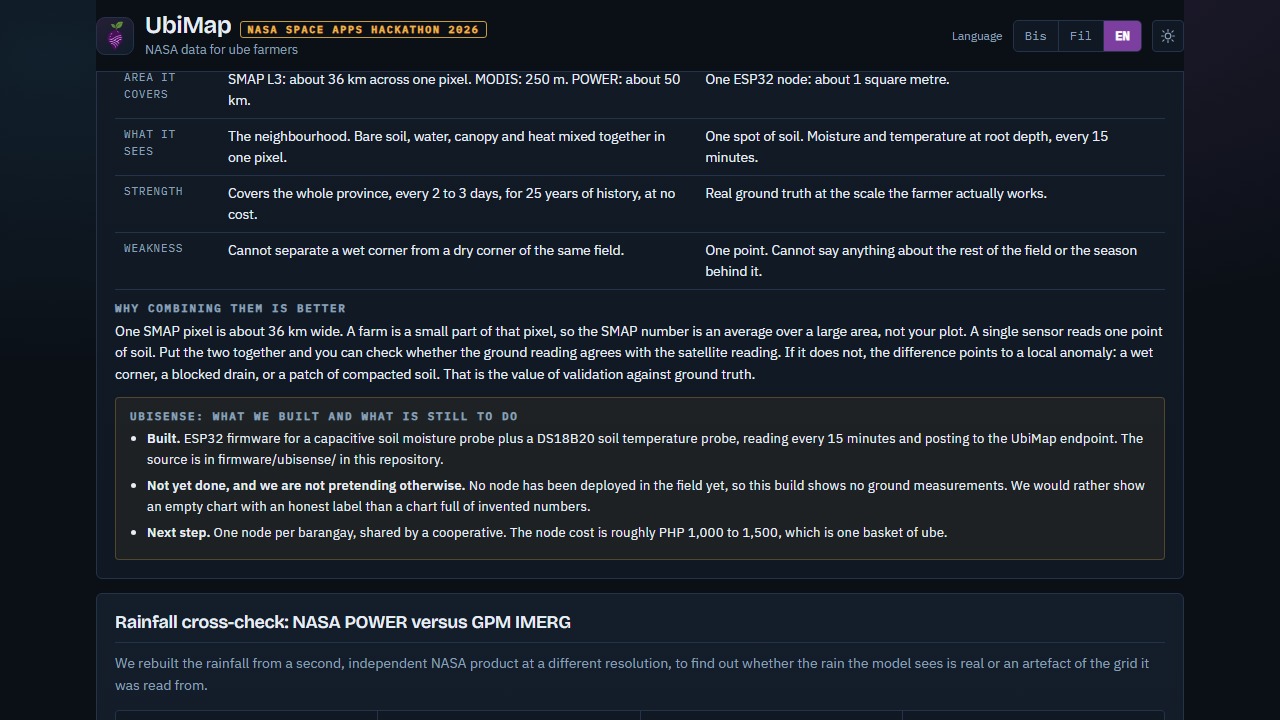 UbiMap NASA SPACE APPS HACKATHON 2026
NASA data for ube farmers
Language Bis Fil EN
AREA IT COVERS
SMAP L3: about 36 km across one pixel. MODIS: 250 m. POWER: about 50 km.
One ESP32 node: about 1 square metre.
WHAT IT SEES
The neighbourhood. Bare soil, water, canopy and heat mixed together in one pixel.
One spot of soil. Moisture and temperature at root depth, every 15 minutes.
STRENGTH
Covers the whole province, every 2 to 3 days, for 25 years of history, at no cost.
Real ground truth at the scale the farmer actually works.
WEAKNESS
Cannot separate a wet corner from a dry corner of the same field.
One point. Cannot say anything about the rest of the field or the season behind it.
WHY COMBINING THEM IS BETTER
One SMAP pixel is about 36 km wide. A farm is a small part of that pixel, so the SMAP number is an average over a large area, not your plot. A single sensor reads one point
of soil. Put the two together and you can check whether the ground reading agrees with the satellite reading. If it does not, the difference points to a local anomaly: a wet
corner, a blocked drain, or a patch of compacted soil. That is the value of validation against ground truth.
UBISENSE: WHAT WE BUILT AND WHAT IS STILL TO DO
• Built. ESP32 firmware for a capacitive soil moisture probe plus a DS18B20 soil temperature probe, reading every 15 minutes and posting to the UbiMap endpoint. The
source is in firmware/ubisense/ in this repository.
• Not yet done, and we are not pretending otherwise. No node has been deployed in the field yet, so this build shows no ground measurements. We would rather show
an empty chart with an honest label than a chart full of invented numbers.
• Next step. One node per barangay, shared by a cooperative. The node cost is roughly PHP 1,000 to 1,500, which is one basket of ube.
Rainfall cross-check: NASA POWER versus GPM IMERG
We rebuilt the rainfall from a second, independent NASA product at a different resolution, to find out whether the rain the model sees is real or an artefact of the grid it
was read from.